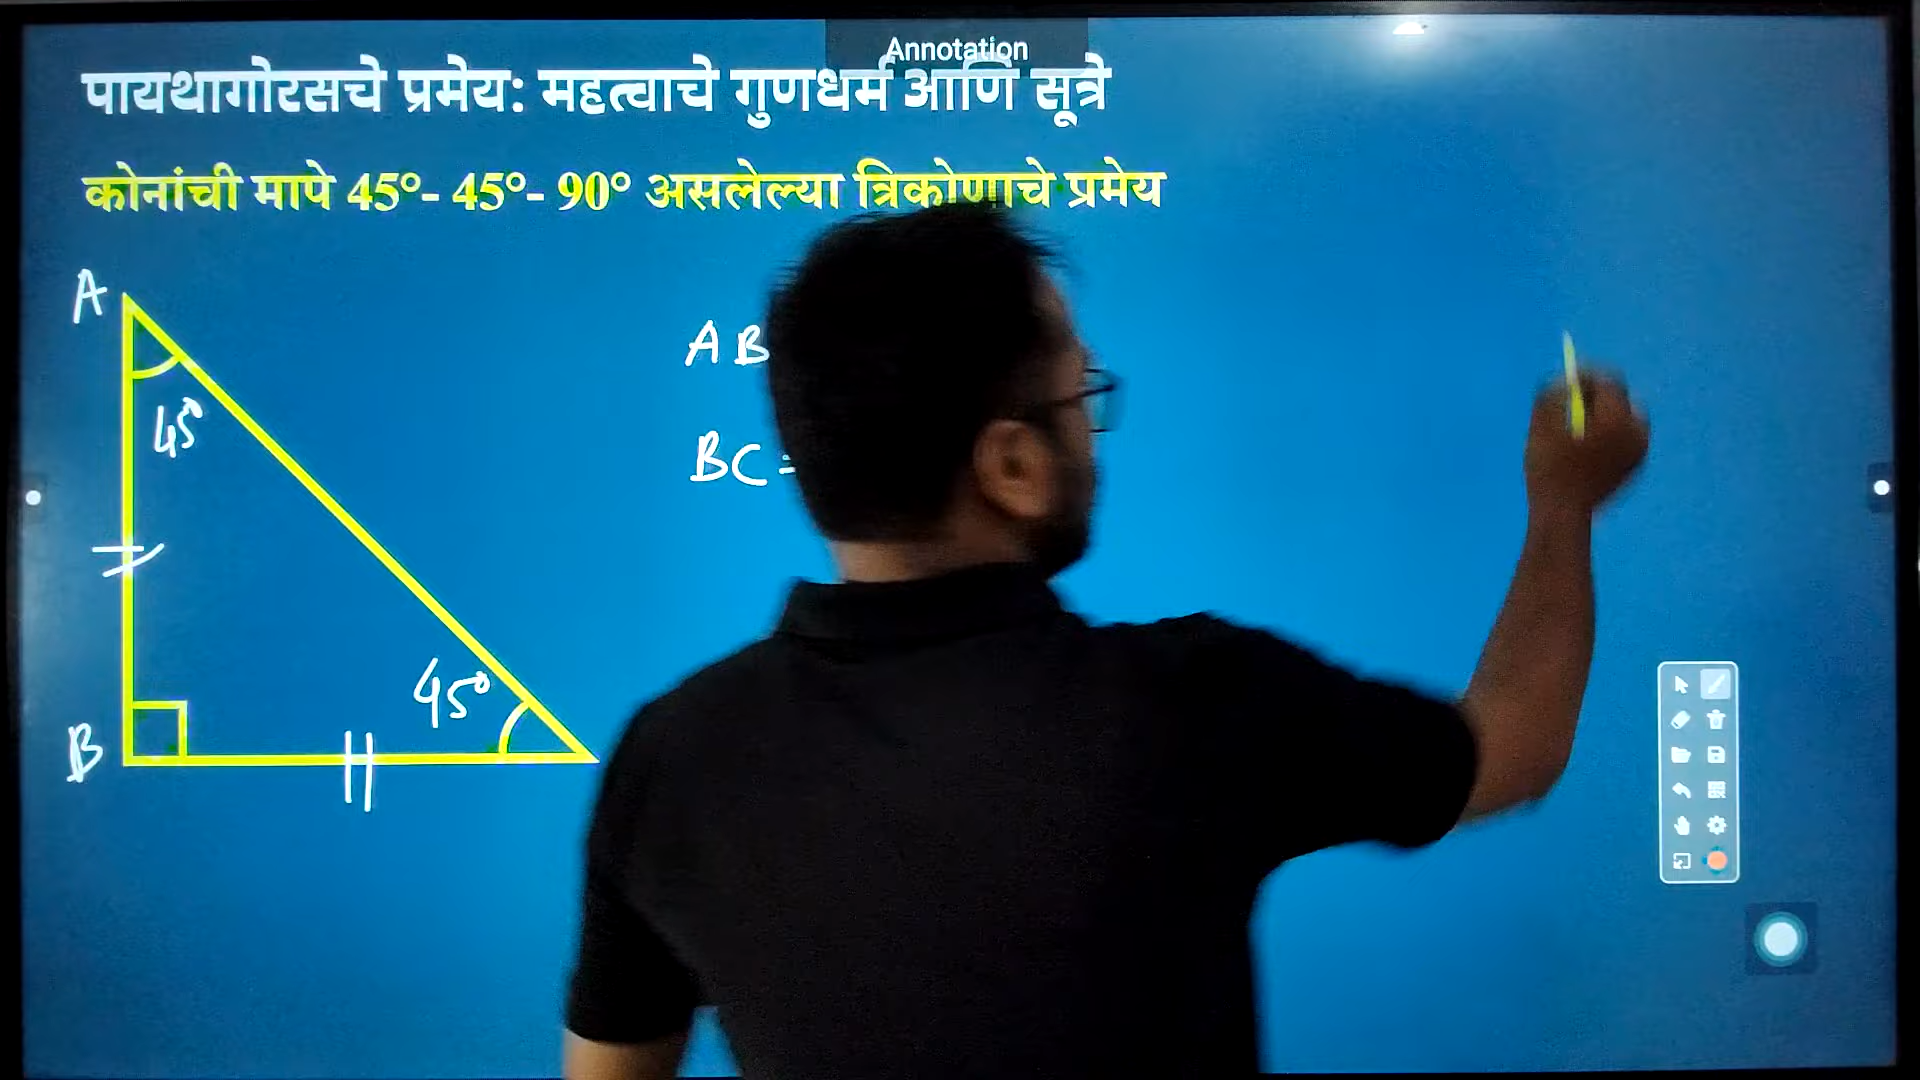 Annotation
पायथागोरसचे प्रमेय: महत्वाचे गुणधर्म आणि सूत्रे
कोनांची मापे 45°- 45°- 90° असलेल्या त्रिकोणाचे प्रमेय
A
AB
45°
BC =
45°
B